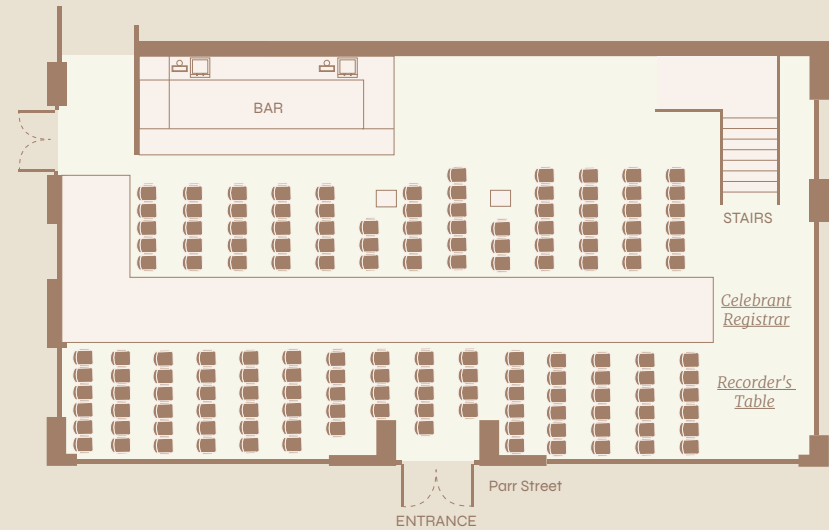 BAR
STAIRS
Celebrant
Registrar
Recorder's
Table
Parr Street
ENTRANCE